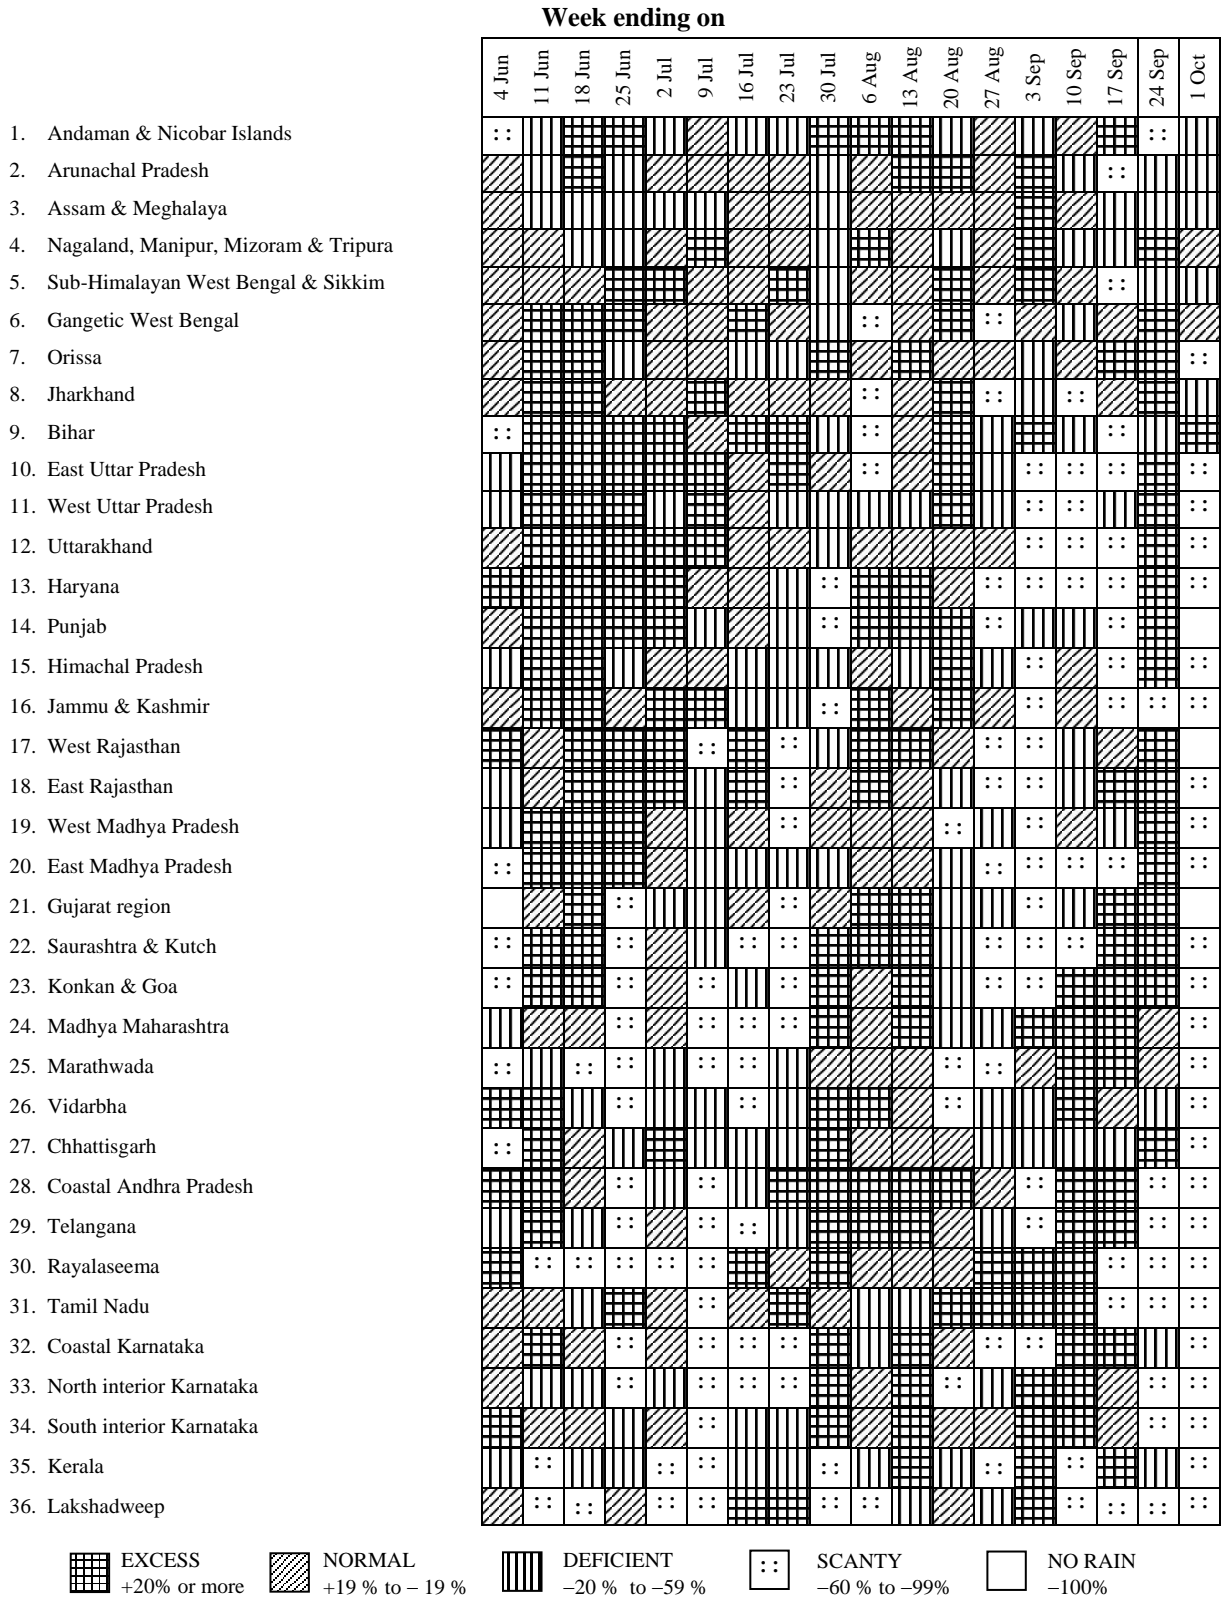 Week ending on
4 Jun 11 Jun 18 Jun 25 Jun 2 Jul 9 Jul 16 Jul 23 Jul 30 Jul 6 Aug 13 Aug 20 Aug 27 Aug 3 Sep 10 Sep 17 Sep 24 Sep 1 Oct
1. Andaman & Nicobar Islands
2. Arunachal Pradesh
3. Assam & Meghalaya
4. Nagaland, Manipur, Mizoram & Tripura
5. Sub-Himalayan West Bengal & Sikkim
6. Gangetic West Bengal
7. Orissa
8. Jharkhand
9. Bihar
10. East Uttar Pradesh
11. West Uttar Pradesh
12. Uttarakhand
13. Haryana
14. Punjab
15. Himachal Pradesh
16. Jammu & Kashmir
17. West Rajasthan
18. East Rajasthan
19. West Madhya Pradesh
20. East Madhya Pradesh
21. Gujarat region
22. Saurashtra & Kutch
23. Konkan & Goa
24. Madhya Maharashtra
25. Marathwada
26. Vidarbha
27. Chhattisgarh
28. Coastal Andhra Pradesh
29. Telangana
30. Rayalaseema
31. Tamil Nadu
32. Coastal Karnataka
33. North interior Karnataka
34. South interior Karnataka
35. Kerala
36. Lakshadweep
EXCESS NORMAL DEFICIENT SCANTY NO RAIN
+20% or more +19 % to – 19 % −20 % to −59 % −60 % to −99% −100%